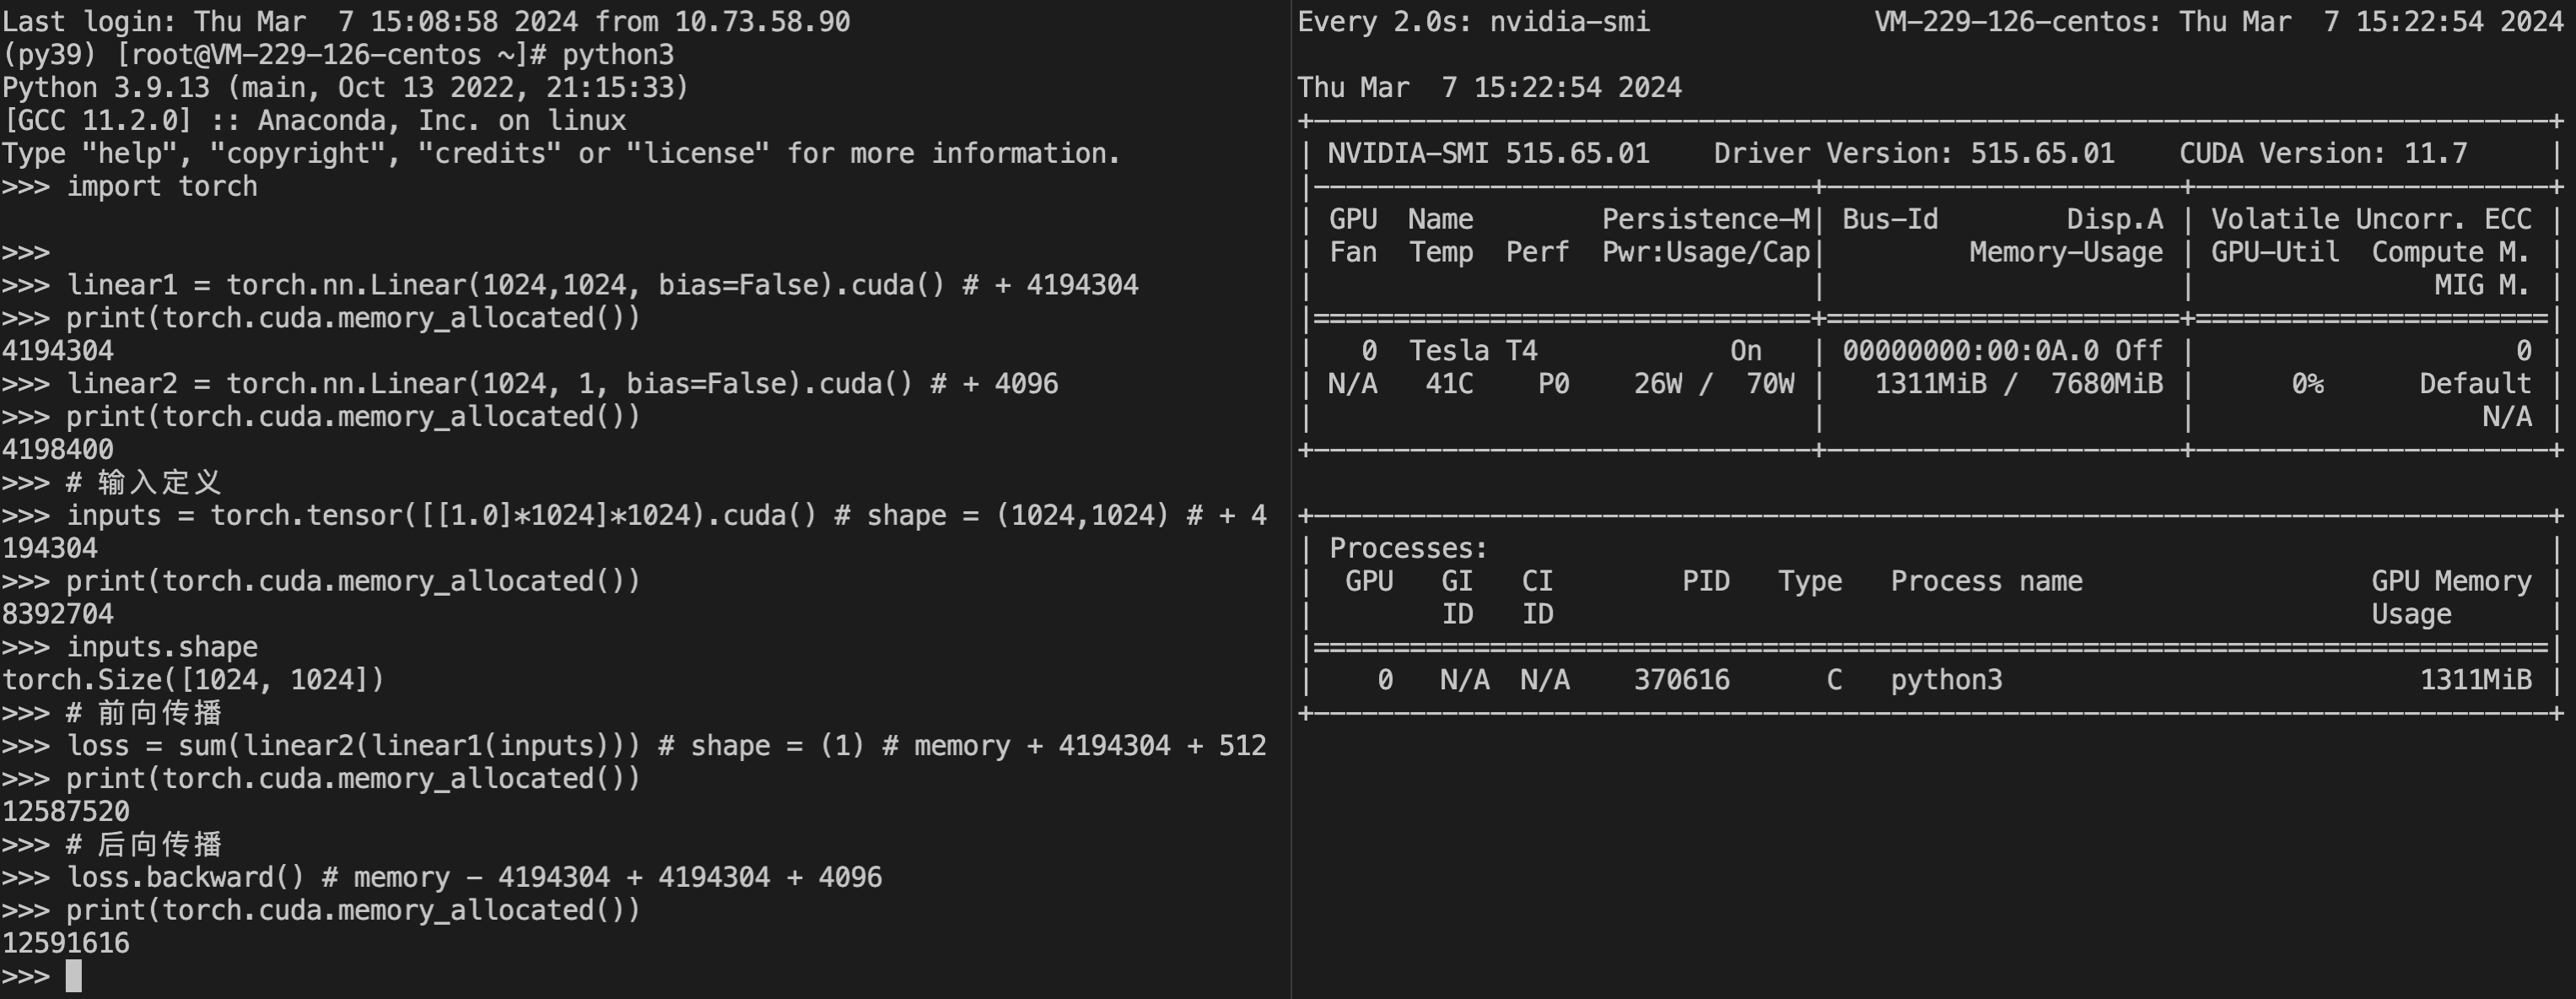 Last login: Thu Mar  7 15:08:58 2024 from 10.73.58.90
(py39) [root@VM-229-126-centos ~]# python3
Python 3.9.13 (main, Oct 13 2022, 21:15:33)
[GCC 11.2.0] :: Anaconda, Inc. on linux
Type "help", "copyright", "credits" or "license" for more information.
>>> import torch
>>>
>>> linear1 = torch.nn.Linear(1024,1024, bias=False).cuda() # + 4194304
>>> print(torch.cuda.memory_allocated())
4194304
>>> linear2 = torch.nn.Linear(1024, 1, bias=False).cuda() # + 4096
>>> print(torch.cuda.memory_allocated())
4198400
>>> # 输入定义
>>> inputs = torch.tensor([[1.0]*1024]*1024).cuda() # shape = (1024,1024) # + 4
194304
>>> print(torch.cuda.memory_allocated())
8392704
>>> inputs.shape
torch.Size([1024, 1024])
>>> # 前向传播
>>> loss = sum(linear2(linear1(inputs))) # shape = (1) # memory + 4194304 + 512
>>> print(torch.cuda.memory_allocated())
12587520
>>> # 后向传播
>>> loss.backward() # memory - 4194304 + 4194304 + 4096
>>> print(torch.cuda.memory_allocated())
12591616
>>>
Every 2.0s: nvidia-smi    VM-229-126-centos: Thu Mar  7 15:22:54 2024
Thu Mar  7 15:22:54 2024
+-----------------------------------------------------------------------------+
| NVIDIA-SMI 515.65.01    Driver Version: 515.65.01    CUDA Version: 11.7     |
|-------------------------------+----------------------+----------------------+
| GPU  Name        Persistence-M| Bus-Id        Disp.A | Volatile Uncorr. ECC |
| Fan  Temp  Perf  Pwr:Usage/Cap|         Memory-Usage | GPU-Util  Compute M. |
|                               |                      |               MIG M. |
|===============================+======================+======================|
|   0  Tesla T4            On   | 00000000:00:0A.0 Off |                    0 |
| N/A   41C    P0    26W /  70W |   1311MiB /  7680MiB |      0%      Default |
|                               |                      |                  N/A |
+-------------------------------+----------------------+----------------------+
+-----------------------------------------------------------------------------+
| Processes:                                                                  |
|  GPU   GI   CI        PID   Type   Process name                  GPU Memory |
|        ID   ID                                                   Usage      |
|=============================================================================|
|    0   N/A  N/A    370616      C   python3                          1311MiB |
+-----------------------------------------------------------------------------+